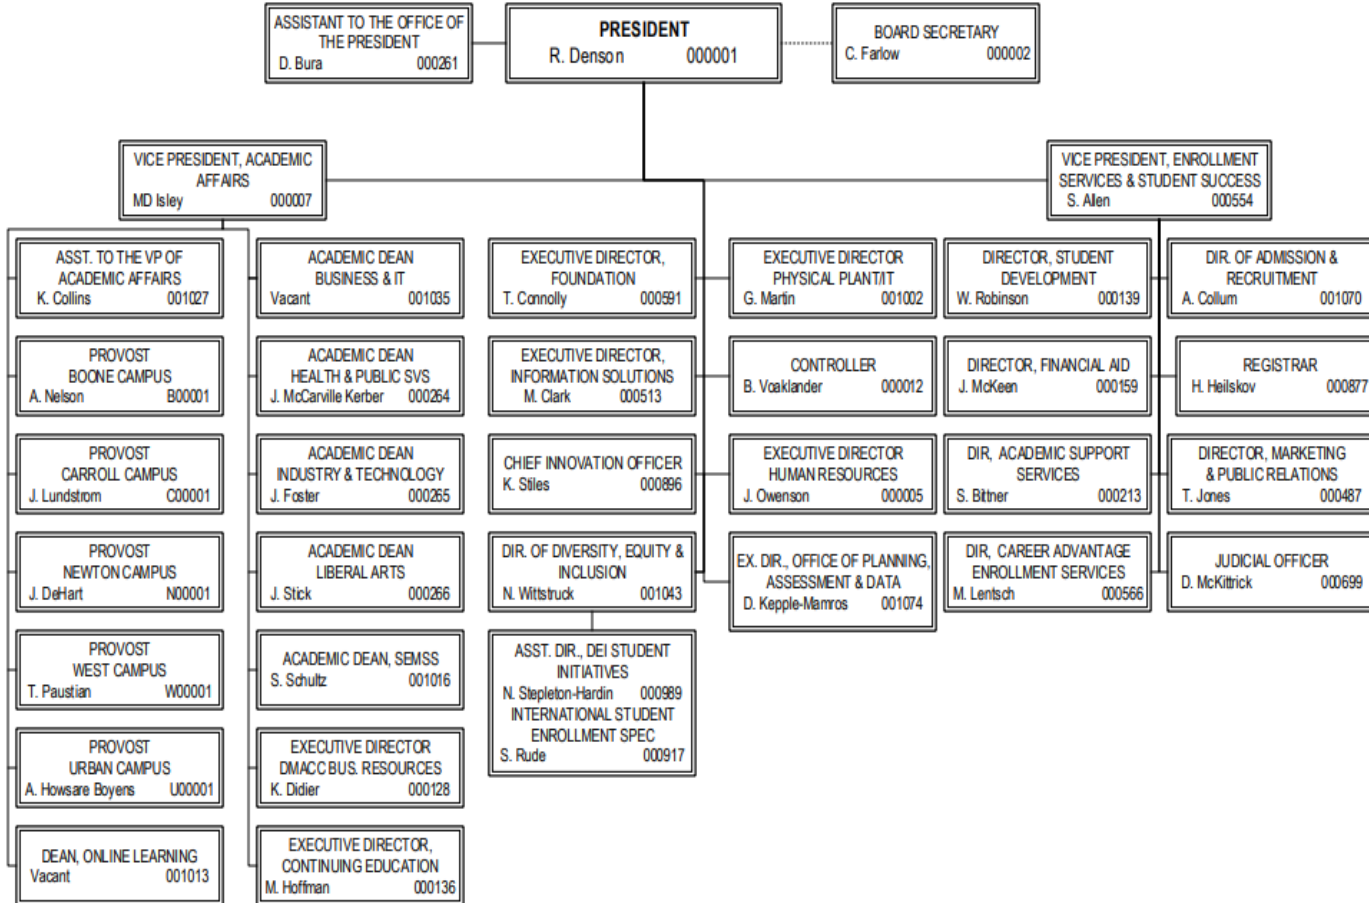 ASSISTANT TO THE OFFICE OF
THE PRESIDENT
D. Bura 000261
PRESIDENT
R. Denson 000001
BOARD SECRETARY
C. Farlow 000002
VICE PRESIDENT, ACADEMIC
AFFAIRS
MD Isley 000007
VICE PRESIDENT, ENROLLMENT
SERVICES & STUDENT SUCCESS
S. Allen 000554
ASST. TO THE VP OF
ACADEMIC AFFAIRS
K. Collins 001027
PROVOST
BOONE CAMPUS
A. Nelson B00001
PROVOST
CARROLL CAMPUS
J. Lundstrom C00001
PROVOST
NEWTON CAMPUS
J. DeHart N00001
PROVOST
WEST CAMPUS
T. Paustian W00001
PROVOST
URBAN CAMPUS
A. Howsare Boyens U00001
DEAN, ONLINE LEARNING
Vacant 001013
ACADEMIC DEAN
BUSINESS & IT
Vacant 001035
ACADEMIC DEAN
HEALTH & PUBLIC SVS
J. McCarville Kerber 000264
ACADEMIC DEAN
INDUSTRY & TECHNOLOGY
J. Foster 000265
ACADEMIC DEAN
LIBERAL ARTS
J. Stick 000266
ACADEMIC DEAN, SEMSS
S. Schultz 001016
EXECUTIVE DIRECTOR
DMACC BUS. RESOURCES
K. Didier 000128
EXECUTIVE DIRECTOR,
CONTINUING EDUCATION
M. Hoffman 000136
EXECUTIVE DIRECTOR,
FOUNDATION
T. Connolly 000591
EXECUTIVE DIRECTOR,
INFORMATION SOLUTIONS
M. Clark 000513
CHIEF INNOVATION OFFICER
K. Stiles 000896
DIR. OF DIVERSITY, EQUITY &
INCLUSION
N. Wittstruck 001043
ASST. DIR., DEI STUDENT
INITIATIVES
N. Stepleton-Hardin 000989
INTERNATIONAL STUDENT
ENROLLMENT SPEC
S. Rude 000917
EXECUTIVE DIRECTOR
PHYSICAL PLANT/IT
G. Martin 001002
CONTROLLER
B. Voaklander 000012
EXECUTIVE DIRECTOR
HUMAN RESOURCES
J. Owenson 000005
EX. DIR., OFFICE OF PLANNING,
ASSESSMENT & DATA
D. Kepple-Mamros 001074
DIRECTOR, STUDENT
DEVELOPMENT
W. Robinson 000139
DIRECTOR, FINANCIAL AID
J. McKeen 000159
DIR, ACADEMIC SUPPORT
SERVICES
S. Bittner 000213
DIR, CAREER ADVANTAGE
ENROLLMENT SERVICES
M. Lentsch 000566
DIR. OF ADMISSION &
RECRUITMENT
A. Collum 001070
REGISTRAR
H. Heilskov 000877
DIRECTOR, MARKETING
& PUBLIC RELATIONS
T. Jones 000487
JUDICIAL OFFICER
D. McKittrick 000699